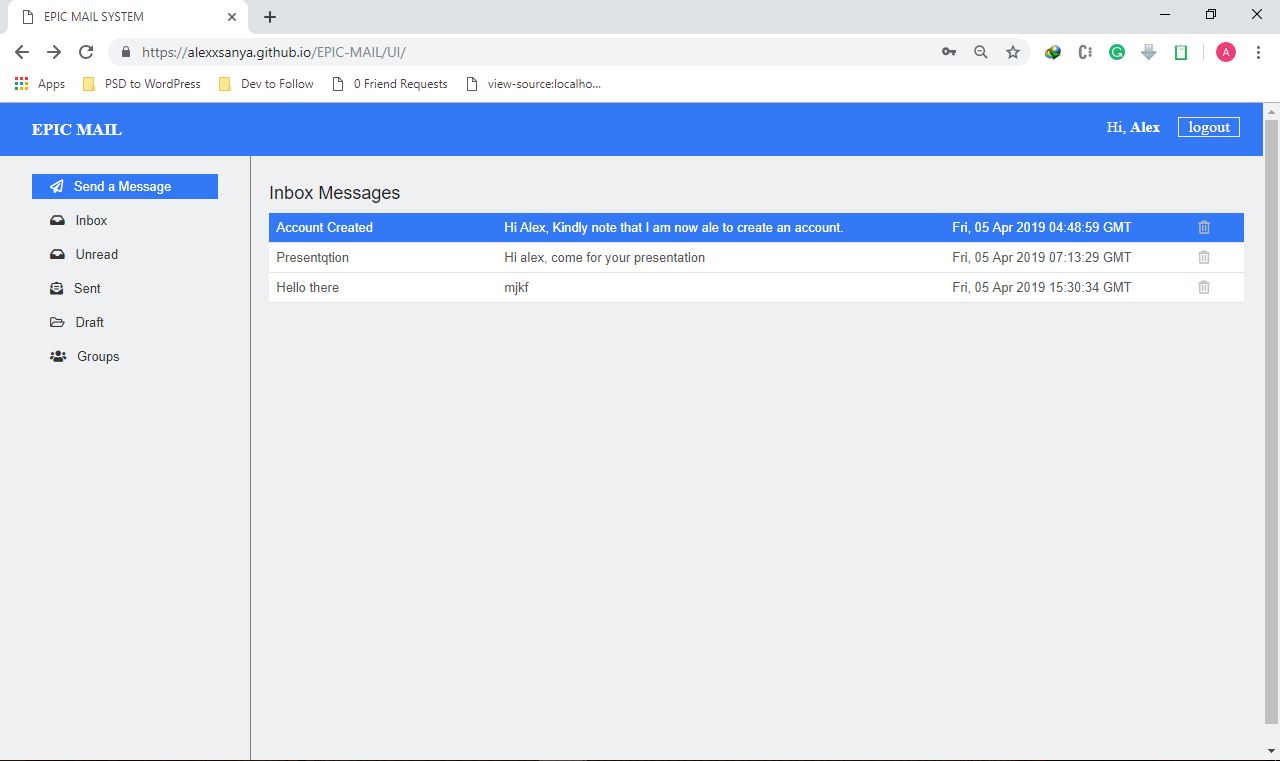 EPIC MAIL SYSTEM
https://alexxsanya.github.io/EPIC-MAIL/UI/
A
Apps PSD to WordPress Dev to Follow 0 Friend Requests view-source:localho...
EPIC MAIL Hi, Alex logout
Send a Message
Inbox
Unread
Sent
Draft
Groups
Inbox Messages
Account Created Hi Alex, Kindly note that I am now ale to create an account. Fri, 05 Apr 2019 04:48:59 GMT
Presentqtion Hi alex, come for your presentation Fri, 05 Apr 2019 07:13:29 GMT
Hello there mjkf Fri, 05 Apr 2019 15:30:34 GMT